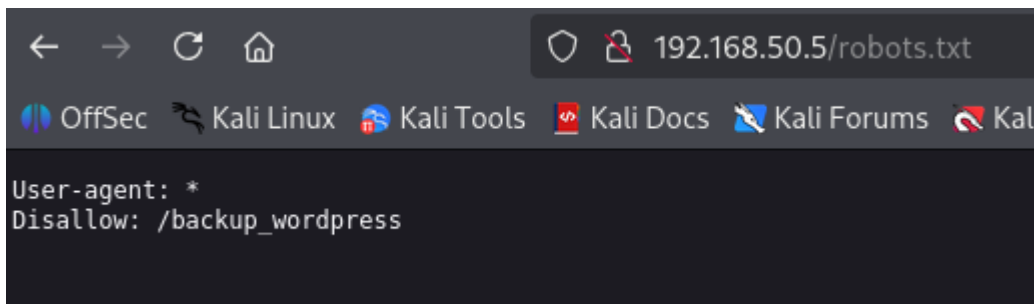 192.168.50.5/robots.txt
OffSec Kali Linux Kali Tools Kali Docs Kali Forums Kal
User-agent: *
Disallow: /backup_wordpress